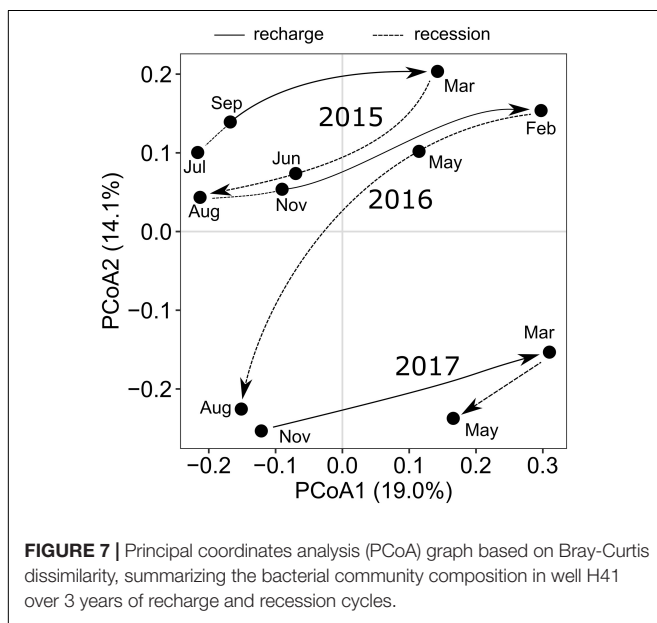 recharge recession
0.2
0.1
0.0
−0.1
−0.2
PCoA2 (14.1%)
Mar
Sep
2015
Feb
Jul
Jun
May
Aug
Nov
2016
Mar
2017
Aug
Nov
May
−0.2 −0.1 0.0 0.1 0.2 0.3
PCoA1 (19.0%)
FIGURE 7 | Principal coordinates analysis (PCoA) graph based on Bray-Curtis
dissimilarity, summarizing the bacterial community composition in well H41
over 3 years of recharge and recession cycles.